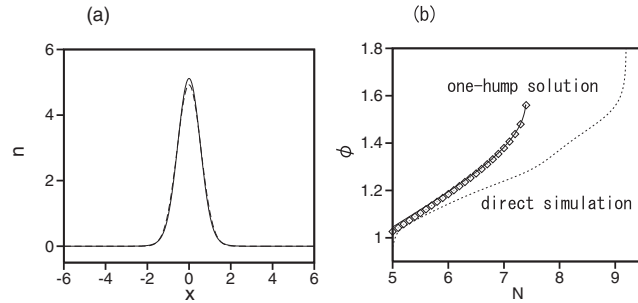 (a)
(b)
6
4
2
0
n
-6 -4 -2 0 2 4 6
x
1.8
1.6
1.4
1.2
1
ϕ
one-hump solution
direct simulation
5 6 7 8 9
N